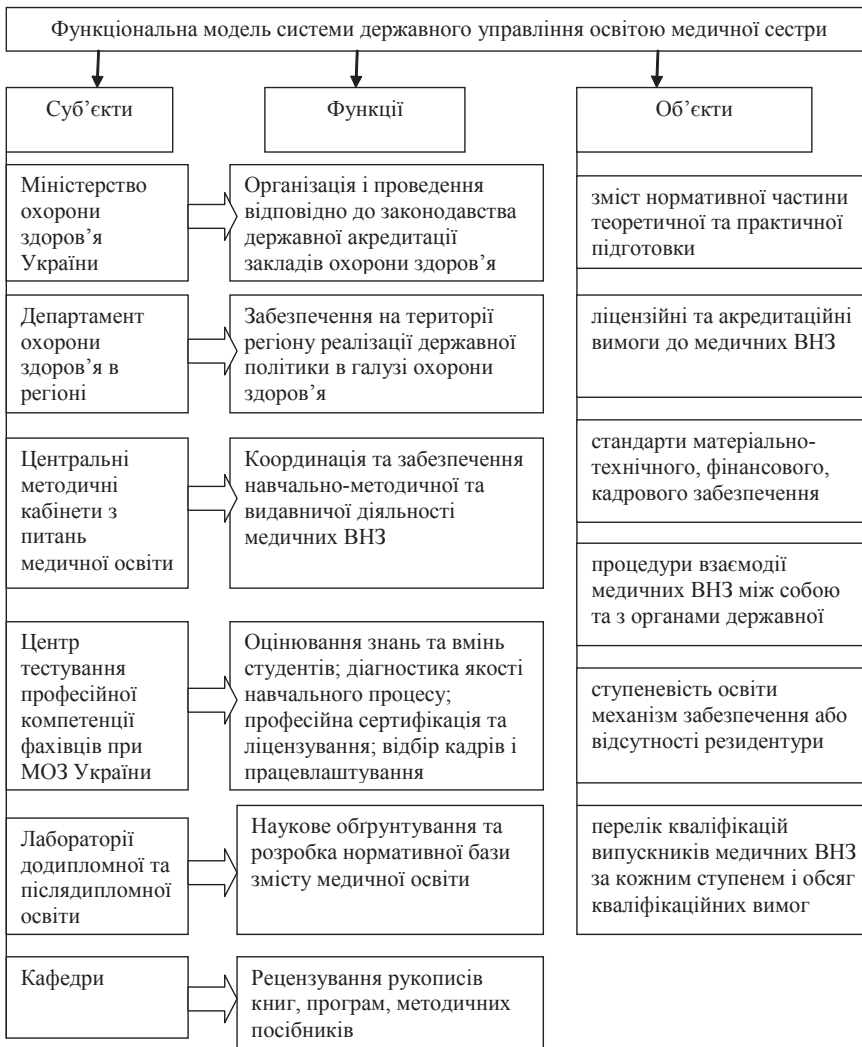 Функціональна модель системи державного управління освітою медичної сестри
Суб’єкти
Функції
Об’єкти
Міністерство
охорони
здоров’я
України
Організація і проведення
відповідно до законодавства
державної акредитації
закладів охорони здоров’я
зміст нормативної частини
теоретичної та практичної
підготовки
Департамент
охорони
здоров’я в
регіоні
Забезпечення на території
регіону реалізації державної
політики в галузі охорони
здоров’я
ліцензійні та акредитаційні
вимоги до медичних ВНЗ
Центральні
методичні
кабінети з
питань
медичної освіти
Координація та забезпечення
навчально-методичної та
видавничої діяльності
медичних ВНЗ
стандарти матеріально-
технічного, фінансового,
кадрового забезпечення
процедури взаємодії
медичних ВНЗ між собою
та з органами державної
Центр
тестування
професійної
компетенції
фахівців при
МОЗ України
Оцінювання знань та вмінь
студентів; діагностика якості
навчального процесу;
професійна сертифікація та
ліцензування; відбір кадрів і
працевлаштування
ступеневість освіти
механізм забезпечення або
відсутності резидентури
Лабораторії
додипломної та
післядипломної
освіти
Наукове обґрунтування та
розробка нормативної бази
змісту медичної освіти
перелік кваліфікацій
випускників медичних ВНЗ
за кожним ступенем і обсяг
кваліфікаційних вимог
Кафедри
Рецензування рукописів
книг, програм, методичних
посібників